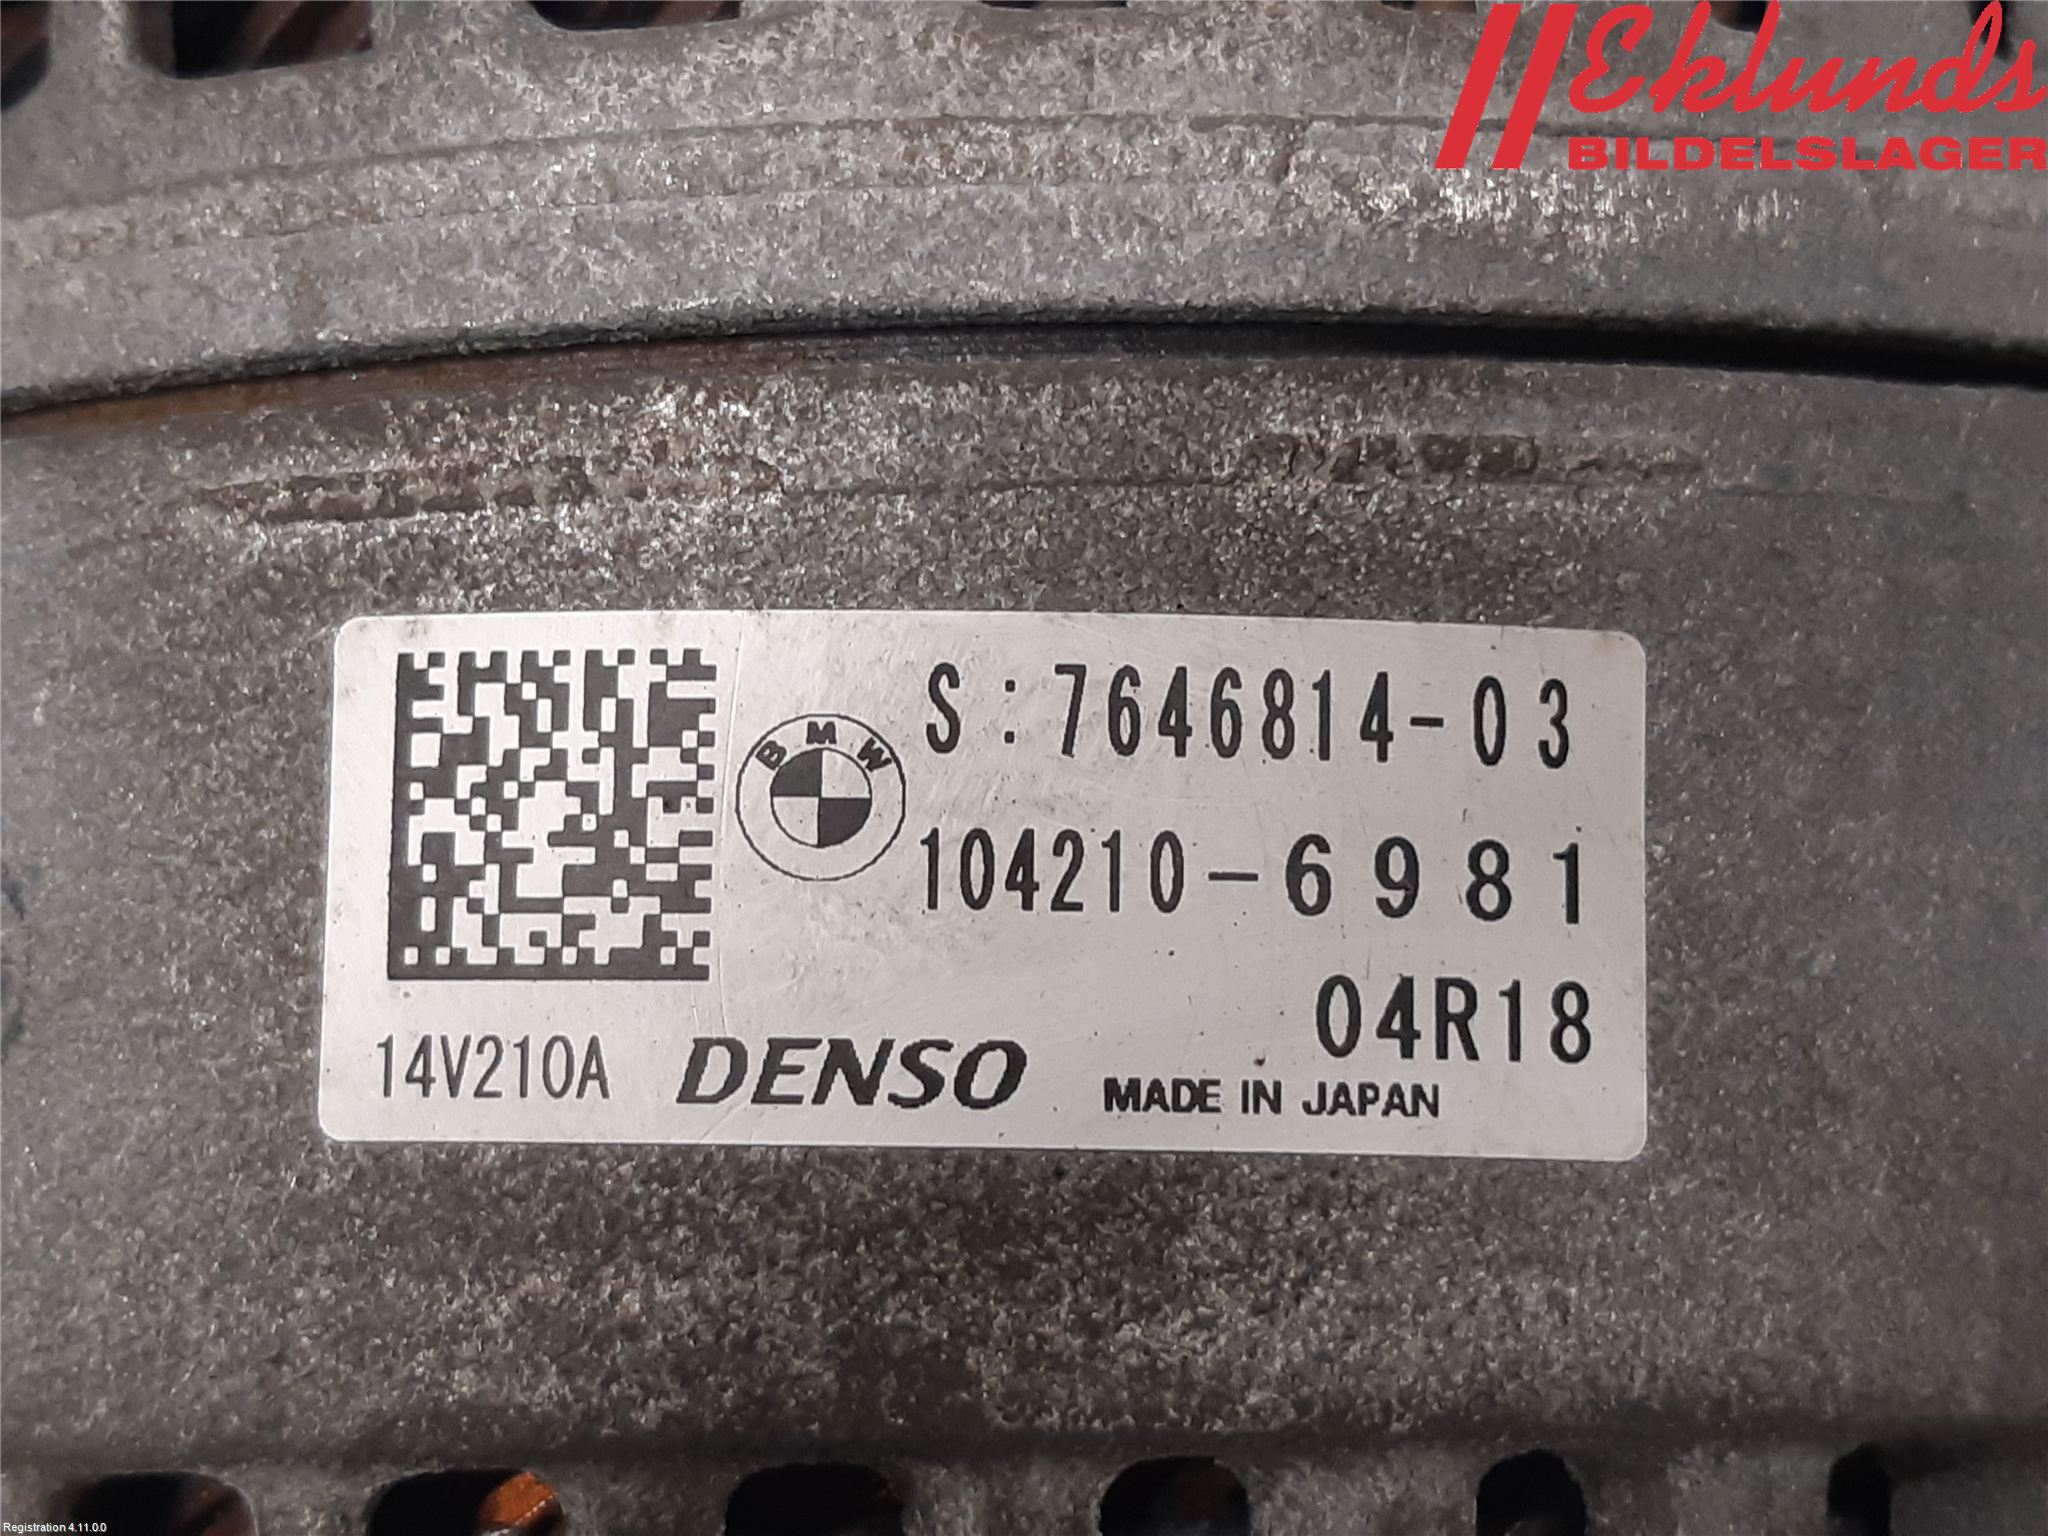 Eklunds
BILDELSLAGER
BMW
S:7646814-03
104210-6981
04R18
14V210A DENSO MADE IN JAPAN
Registration 4.11.0.0